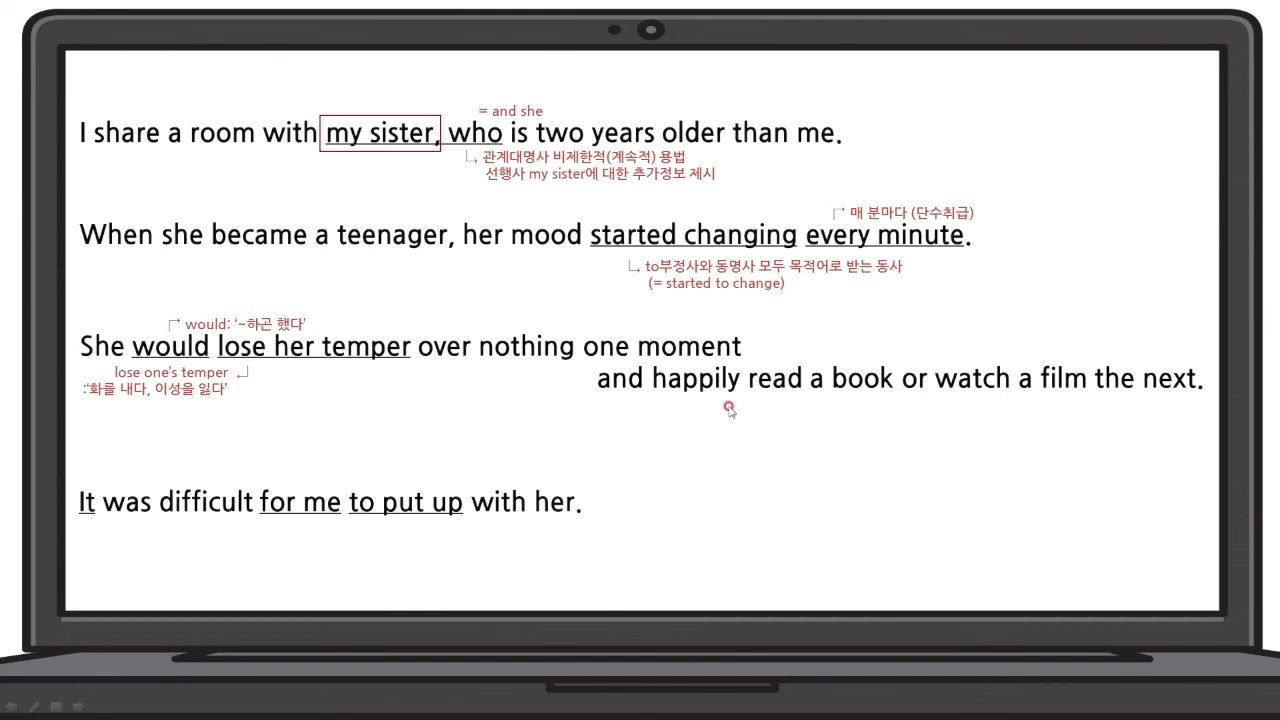 = and she
I share a room with my sister, who is two years older than me.
관계대명사 비제한적(계속적) 용법
선행사 my sister에 대한 추가정보 제시
매 분마다 (단수취급)
When she became a teenager, her mood started changing every minute.
to부정사와 동명사 모두 목적어로 받는 동사
(= started to change)
would: ‘~하곤 했다’
She would lose her temper over nothing one moment
lose one’s temper
and happily read a book or watch a film the next.
:‘화를 내다, 이성을 잃다’
It was difficult for me to put up with her.